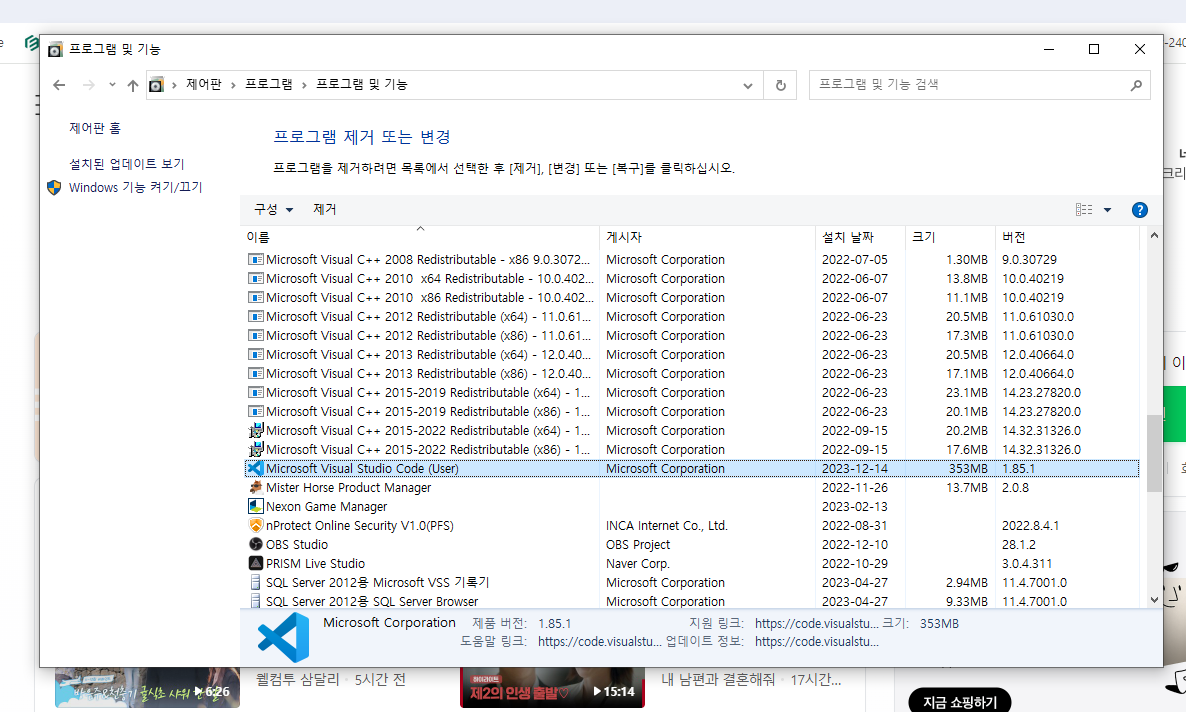 프로그램 및 기능
제어판 > 프로그램 > 프로그램 및 기능
프로그램 및 기능 검색
제어판 홈
설치된 업데이트 보기
Windows 기능 켜기/끄기
프로그램 제거 또는 변경
프로그램을 제거하려면 목록에서 선택한 후 [제거], [변경] 또는 [복구]를 클릭하십시오.
구성 제거
이름 게시자 설치 날짜 크기 버전
Microsoft Visual C++ 2008 Redistributable - x86 9.0.3072... Microsoft Corporation 2022-07-05 1.30MB 9.0.30729
Microsoft Visual C++ 2010 x64 Redistributable - 10.0.402... Microsoft Corporation 2022-06-07 13.8MB 10.0.40219
Microsoft Visual C++ 2010 x86 Redistributable - 10.0.402... Microsoft Corporation 2022-06-07 11.1MB 10.0.40219
Microsoft Visual C++ 2012 Redistributable (x64) - 11.0.61... Microsoft Corporation 2022-06-23 20.5MB 11.0.61030.0
Microsoft Visual C++ 2012 Redistributable (x86) - 11.0.61... Microsoft Corporation 2022-06-23 17.3MB 11.0.61030.0
Microsoft Visual C++ 2013 Redistributable (x64) - 12.0.40... Microsoft Corporation 2022-06-23 20.5MB 12.0.40664.0
Microsoft Visual C++ 2013 Redistributable (x86) - 12.0.40... Microsoft Corporation 2022-06-23 17.1MB 12.0.40664.0
Microsoft Visual C++ 2015-2019 Redistributable (x64) - 1... Microsoft Corporation 2022-06-23 23.1MB 14.23.27820.0
Microsoft Visual C++ 2015-2019 Redistributable (x86) - 1... Microsoft Corporation 2022-06-23 20.1MB 14.23.27820.0
Microsoft Visual C++ 2015-2022 Redistributable (x64) - 1... Microsoft Corporation 2022-09-15 20.2MB 14.32.31326.0
Microsoft Visual C++ 2015-2022 Redistributable (x86) - 1... Microsoft Corporation 2022-09-15 17.6MB 14.32.31326.0
Microsoft Visual Studio Code (User) Microsoft Corporation 2023-12-14 353MB 1.85.1
Mister Horse Product Manager 2022-11-26 13.7MB 2.0.8
Nexon Game Manager 2023-02-13
nProtect Online Security V1.0(PFS) INCA Internet Co., Ltd. 2022-08-31 2022.8.4.1
OBS Studio OBS Project 2022-12-10 28.1.2
PRISM Live Studio Naver Corp. 2022-10-29 3.0.4.311
SQL Server 2012용 Microsoft VSS 기록기 Microsoft Corporation 2023-04-27 2.94MB 11.4.7001.0
SQL Server 2012용 SQL Server Browser Microsoft Corporation 2023-04-27 9.33MB 11.4.7001.0
Microsoft Corporation 제품 버전: 1.85.1 지원 링크: https://code.visualstu... 크기: 353MB
도움말 링크: https://code.visualstu... 업데이트 정보: https://code.visualstu...
6:26
웰컴투 삼달리 · 5시간 전
하이라이트
제2의 인생 출발♡
15:14
내 남편과 결혼해줘 · 17시간...
지금 쇼핑하기